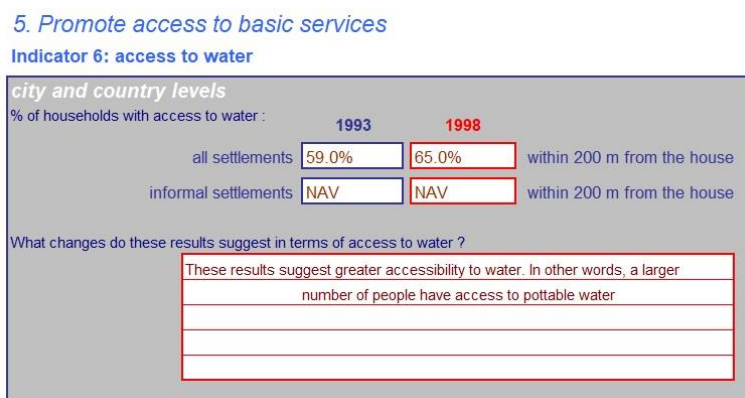 5. Promote access to basic services
Indicator 6: access to water
city and country levels
% of households with access to water :
1993 1998
all settlements 59.0% 65.0% within 200 m from the house
informal settlements NAV NAV within 200 m from the house
What changes do these results suggest in terms of access to water ?
These results suggest greater accessibility to water. In other words, a larger
number of people have access to pottable water